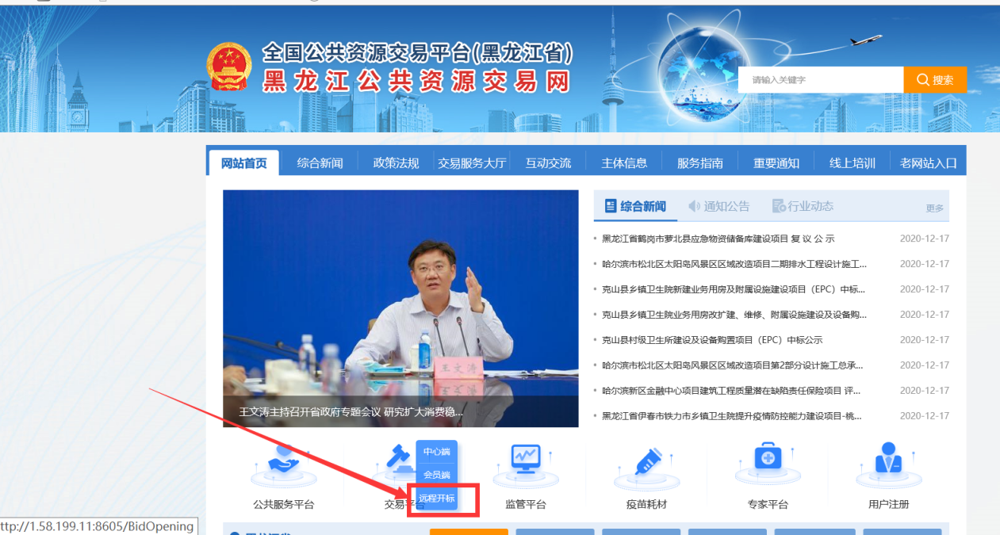 全国公共资源交易平台(黑龙江省)
黑龙江公共资源交易网
请输入关键字
搜索
网站首页 综合新闻 政策法规 交易服务大厅 互动交流 主体信息 服务指南 重要通知 线上培训 老网站入口
综合新闻 通知公告 行业动态 更多
黑龙江省鹤岗市萝北县应急物资储备库建设项目 复 议 公 示 2020-12-17
哈尔滨市松北区太阳岛风景区区域改造项目二期排水工程设计施工... 2020-12-17
克山县乡镇卫生院新建业务用房及附属设施建设项目（EPC）中标... 2020-12-17
克山县乡镇卫生院业务用房改扩建、维修、附属设施建设及设备购... 2020-12-17
克山县村级卫生所建设及设备购置项目（EPC）中标公示 2020-12-17
哈尔滨市松北区太阳岛风景区区域改造项目第2部分设计施工总承... 2020-12-17
哈尔滨新区金融中心项目建筑工程质量潜在缺陷责任保险项目 评... 2020-12-17
黑龙江省伊春市铁力市乡镇卫生院提升疫情防控能力建设项目-桃... 2020-12-17
王文涛
王文涛主持召开省政府专题会议 研究扩大消费稳...
中心端
会员端
远程开标
公共服务平台 交易平台 监管平台 疫苗耗材 专家平台 用户注册
ttp://1.58.199.11:8605/BidOpening